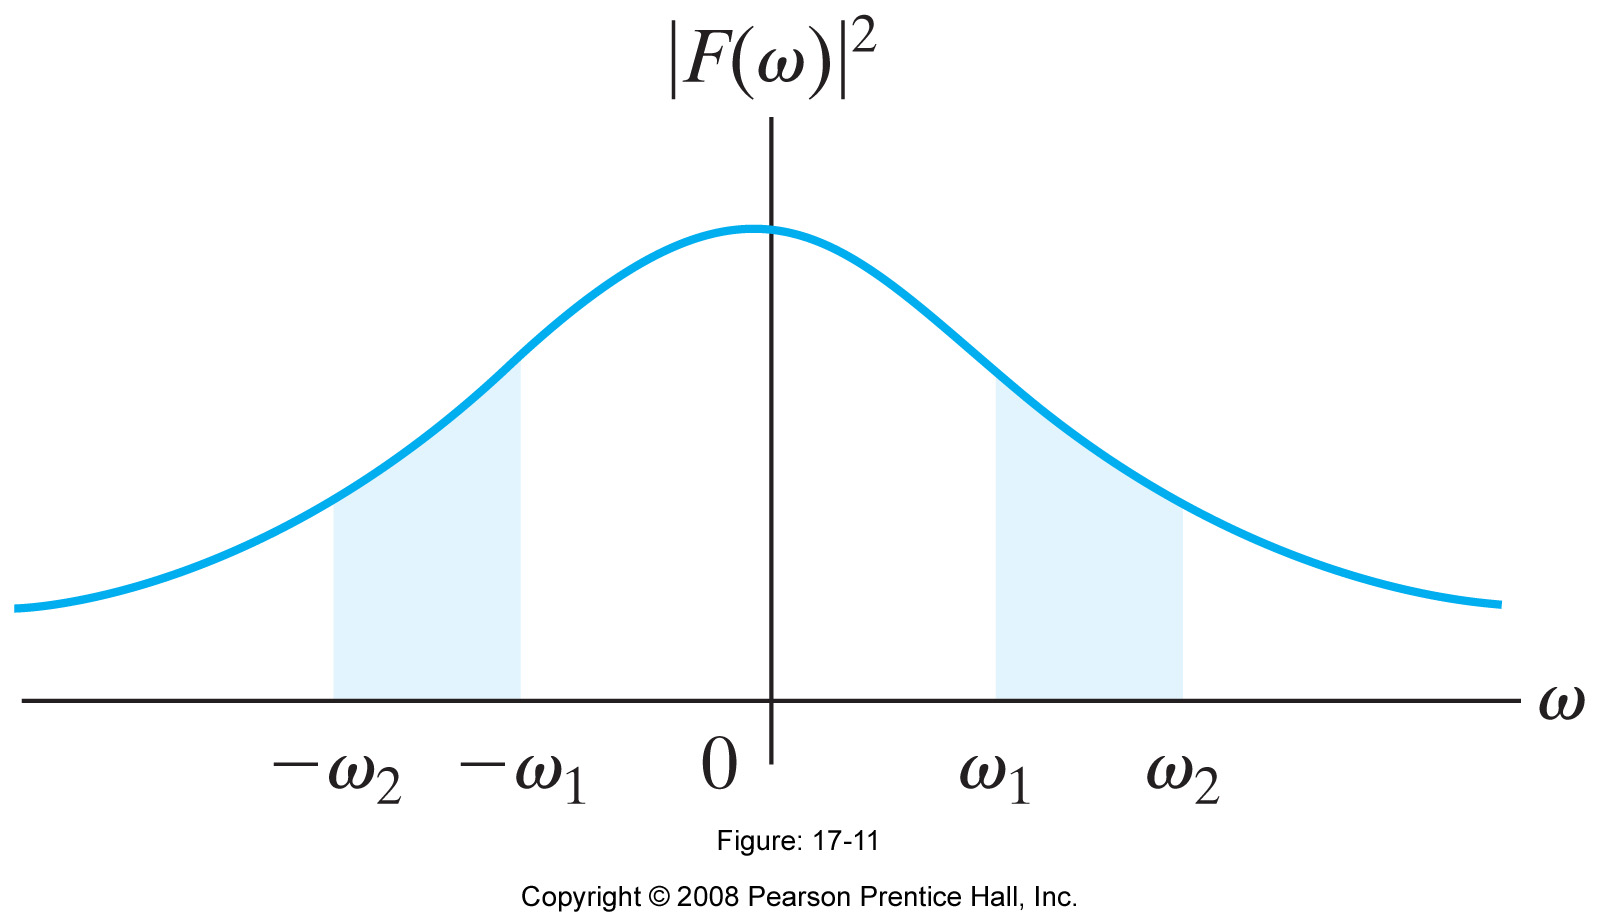 |F(ω)|²
ω
−ω₂ −ω₁ 0 ω₁ ω₂
Figure: 17-11
Copyright © 2008 Pearson Prentice Hall, Inc.